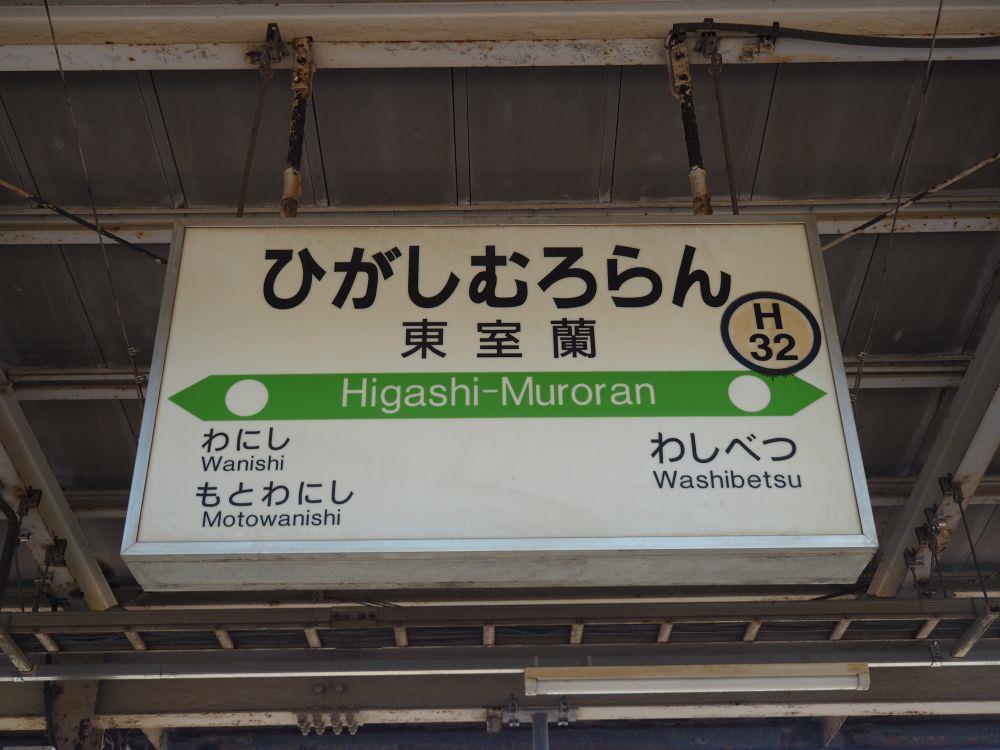 ひがしむろらん
東室蘭
H
32
Higashi-Muroran
わにし
Wanishi
もとわにし
Motowanishi
わしべつ
Washibetsu